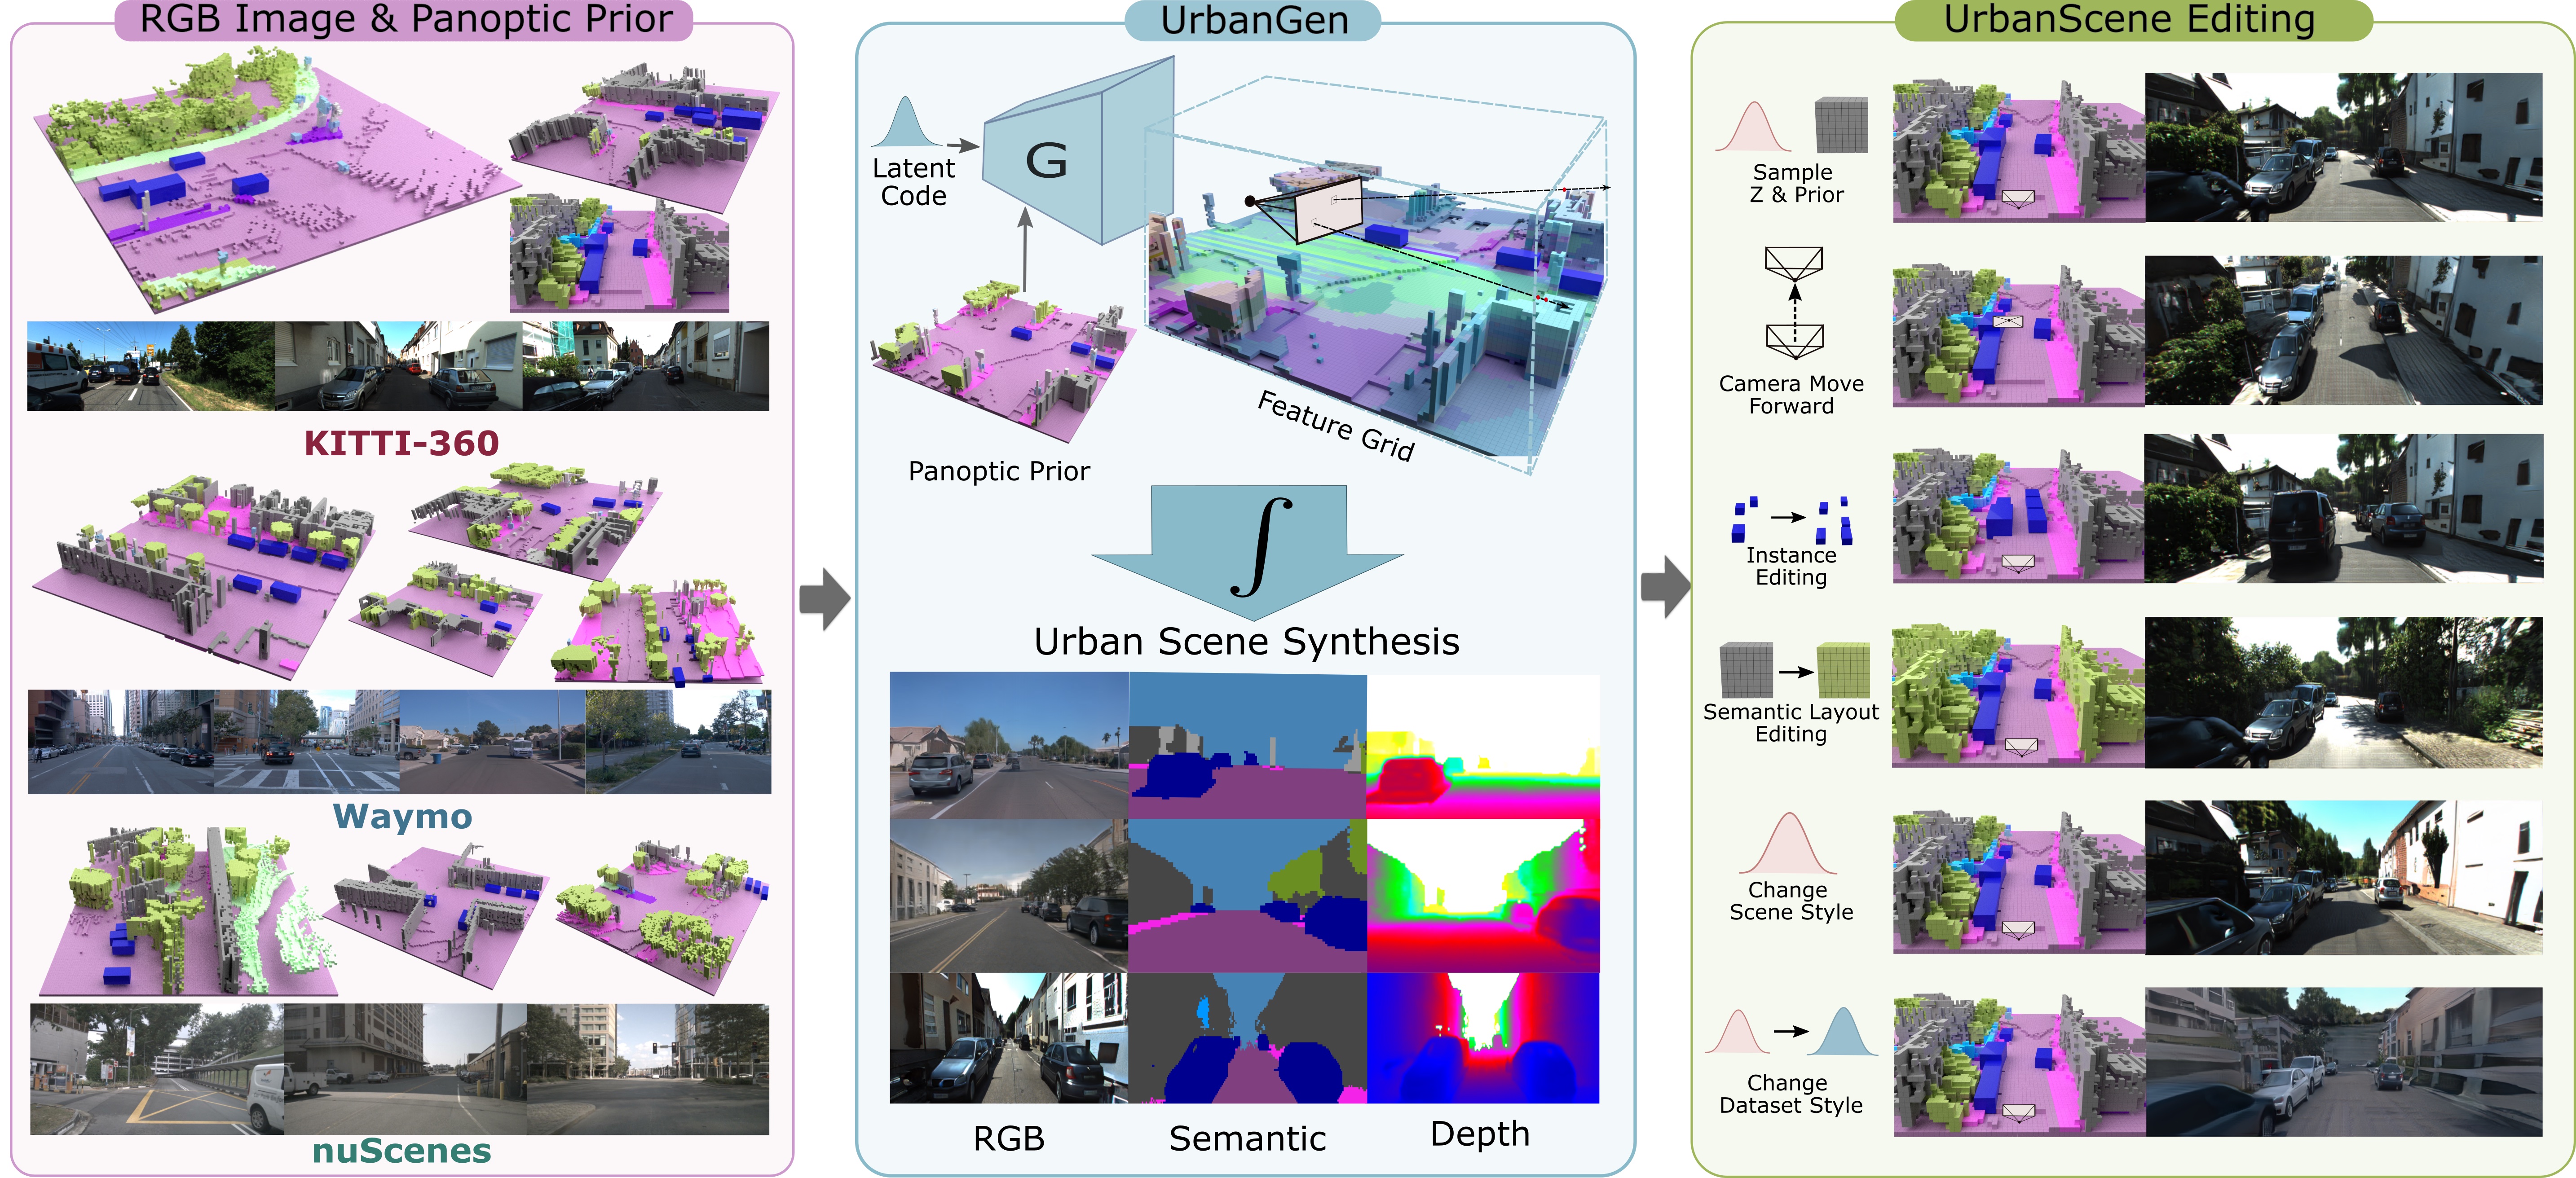 RGB Image & Panoptic Prior
KITTI-360
Waymo
nuScenes
UrbanGen
Latent
Code
G
Panoptic Prior
Feature Grid
∫
Urban Scene Synthesis
RGB
Semantic
Depth
UrbanScene Editing
Sample
Z & Prior
Camera Move
Forward
Instance
Editing
Semantic Layout
Editing
Change
Scene Style
Change
Dataset Style